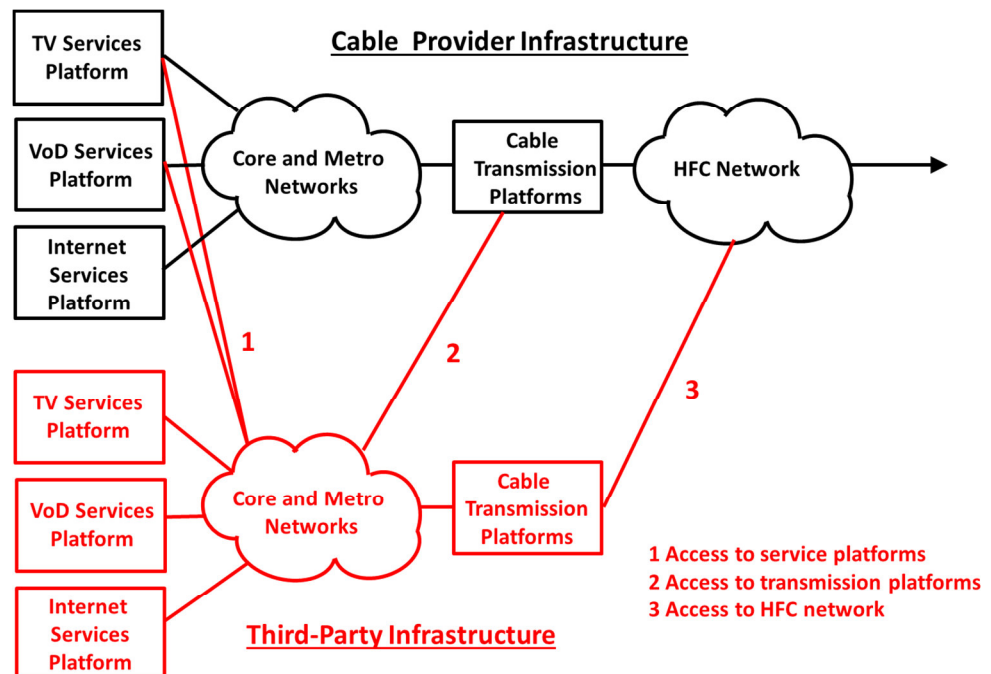 Cable Provider Infrastructure
TV Services
Platform
VoD Services
Platform
Internet
Services
Platform
Core and Metro
Networks
Cable
Transmission
Platforms
HFC Network
1
2
3
TV Services
Platform
VoD Services
Platform
Internet
Services
Platform
Core and Metro
Networks
Cable
Transmission
Platforms
1 Access to service platforms
2 Access to transmission platforms
3 Access to HFC network
Third-Party Infrastructure